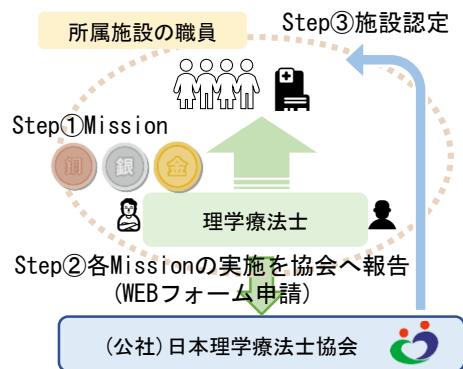 所属施設の職員
Step③施設認定
Step①Mission
銅 銀 金
理学療法士
Step②各Missionの実施を協会へ報告
(WEBフォーム申請)
(公社)日本理学療法士協会